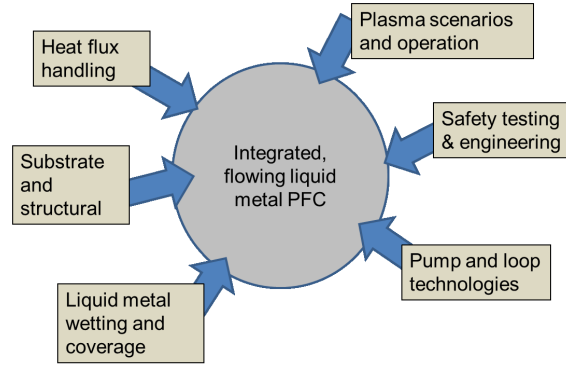 Plasma scenarios
and operation
Heat flux
handling
Safety testing
& engineering
Integrated,
flowing liquid
metal PFC
Substrate
and
structural
Pump and loop
technologies
Liquid metal
wetting and
coverage